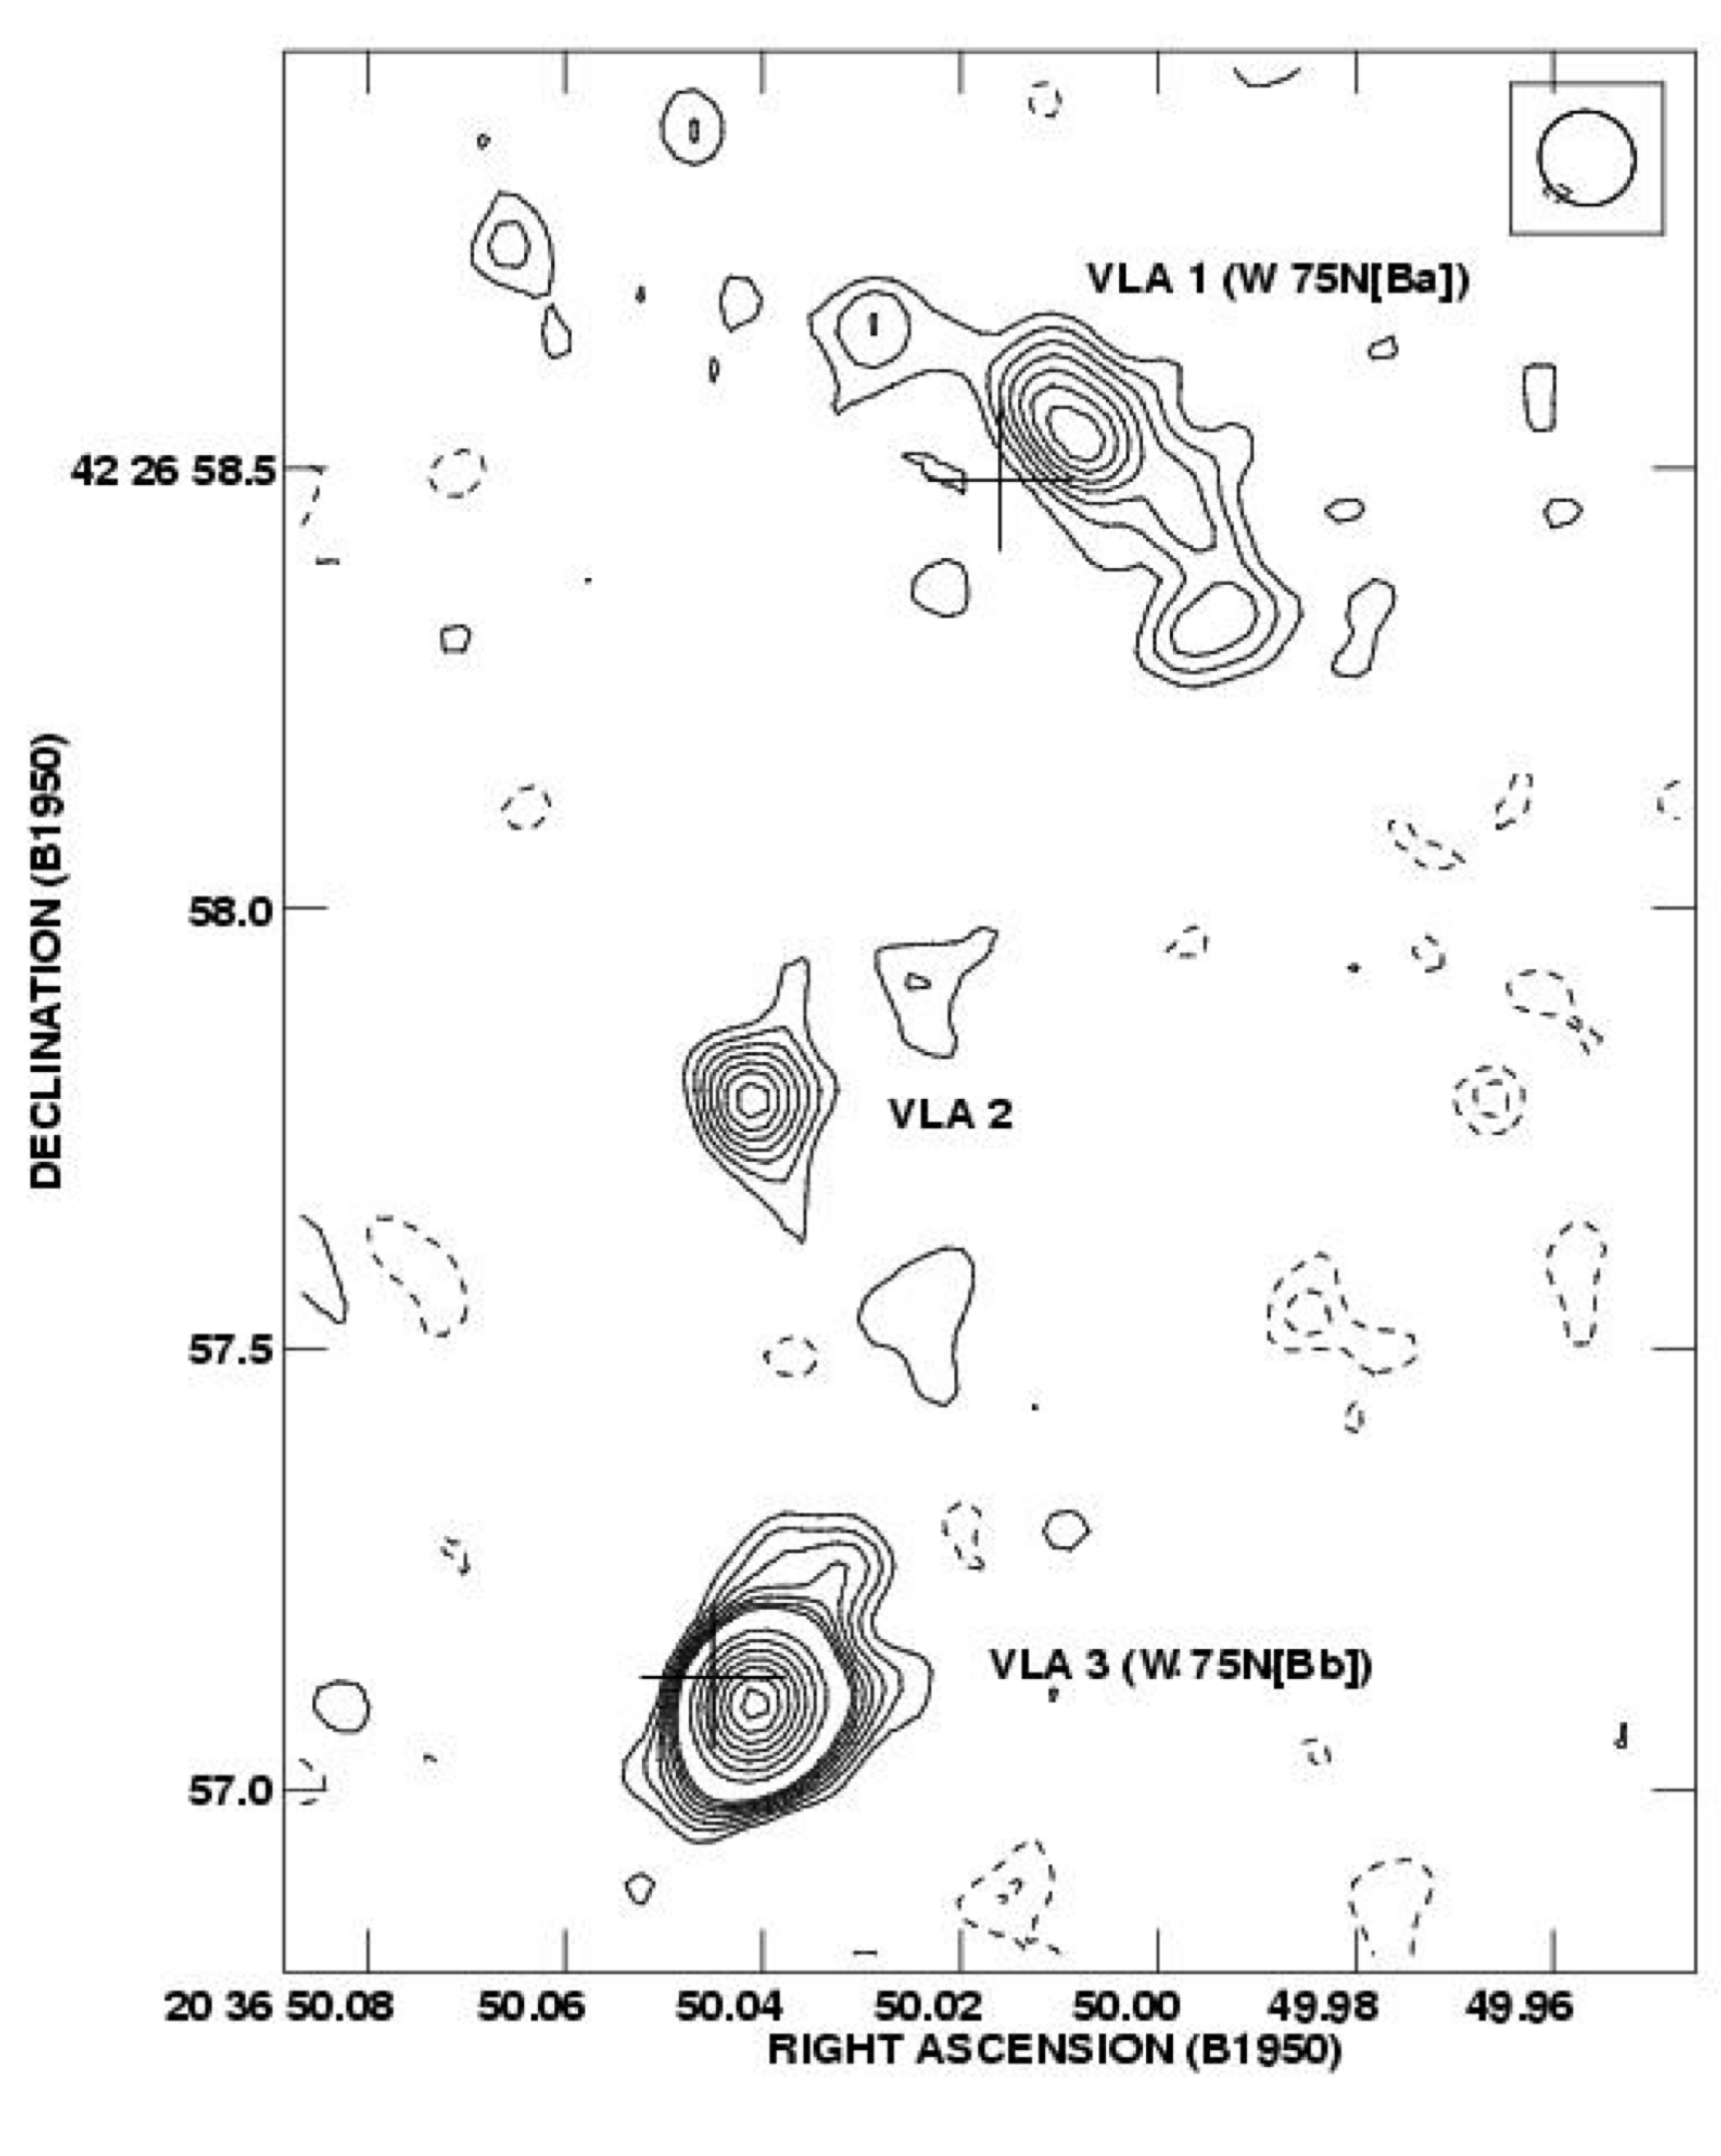 VLA 1 (W 75N[Ba])
42 26 58.5
58.0
DECLINATION (B1950)
VLA 2
57.5
VLA 3 (W 75N[Bb])
57.0
20 36 50.08 50.06 50.04 50.02 50.00 49.98 49.96
RIGHT ASCENSION (B1950)